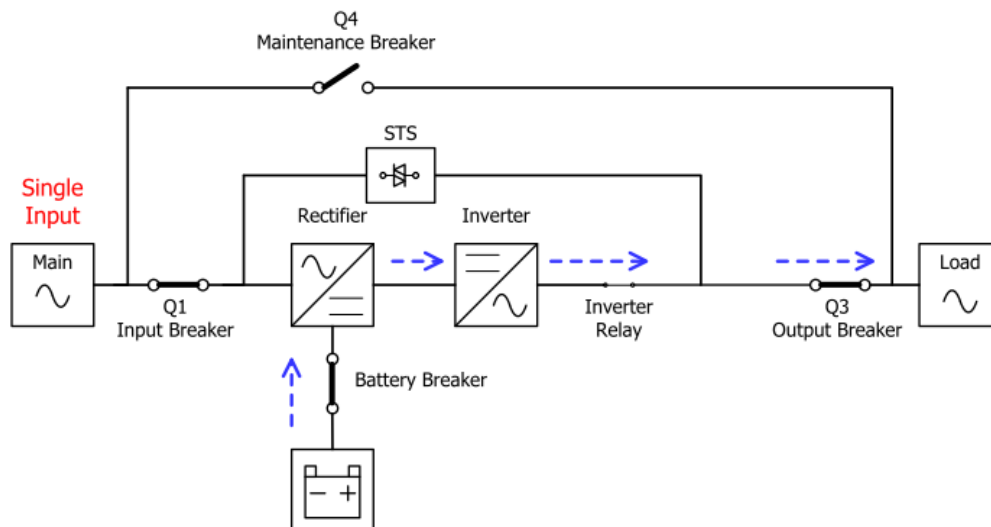 Q4
Maintenance Breaker
STS
Single
Input
Rectifier
Inverter
Main
Load
Q1
Input Breaker
Inverter
Relay
Q3
Output Breaker
Battery Breaker
- +